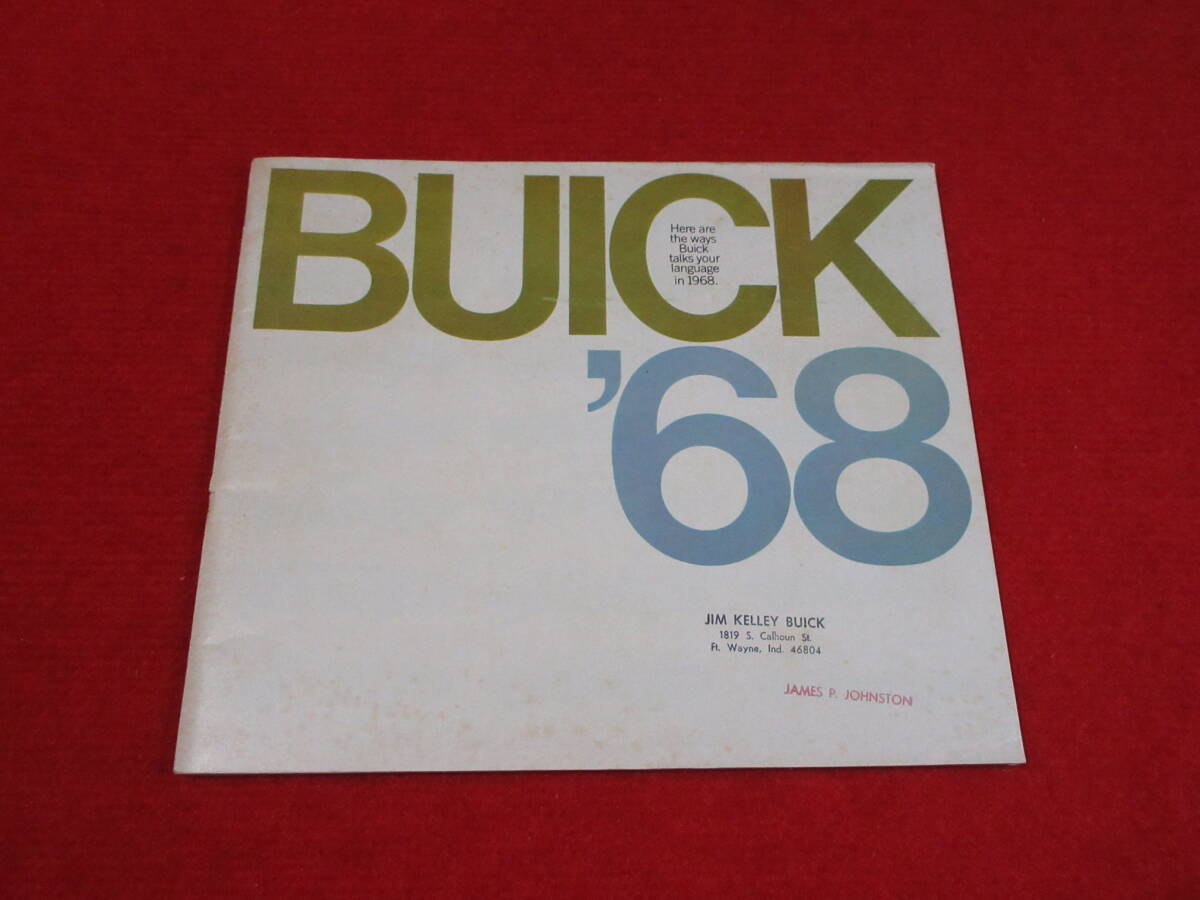 BUICK
Here are
the ways
Buick
talks your
language
in 1968.
’68
JIM KELLEY BUICK
1819 S. Calhoun St.
Ft. Wayne, Ind. 46804
JAMES P. JOHNSTON